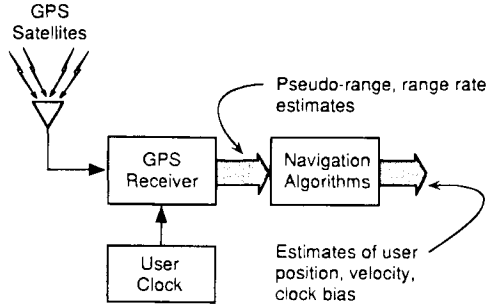 GPS
Satellites
Pseudo-range, range rate
estimates
GPS
Receiver
Navigation
Algorithms
User
Clock
Estimates of user
position, velocity,
clock bias